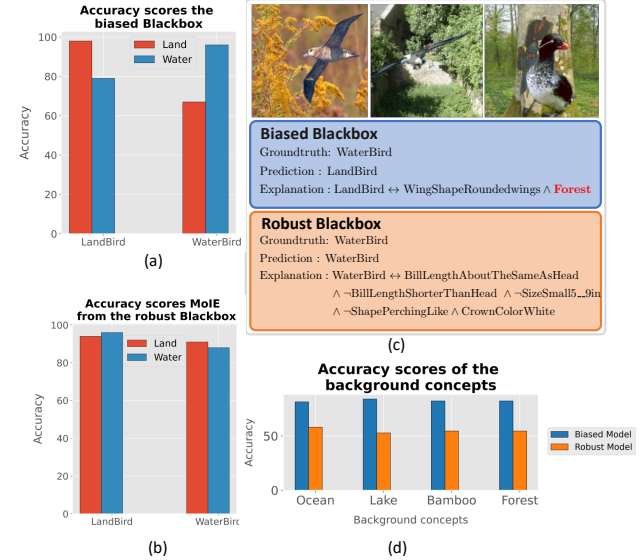 Accuracy scores the
biased Blackbox
100
80
60
40
20
0
Accuracy
Land
Water
LandBird
WaterBird
(a)
Accuracy scores MoIE
from the robust Blackbox
100
80
60
40
20
0
Accuracy
Land
Water
LandBird
WaterBird
(b)
Biased Blackbox
Groundtruth: WaterBird
Prediction : LandBird
Explanation : LandBird ↔ WingShapeRoundedwings ∧ Forest
Robust Blackbox
Groundtruth: WaterBird
Prediction : WaterBird
Explanation : WaterBird ↔ BillLengthAboutTheSameAsHead
∧ ¬BillLengthShorterThanHead ∧ ¬SizeSmall5_9in
∧ ¬ShapePerchingLike ∧ CrownColorWhite
(c)
Accuracy scores of the
background concepts
50
0
Accuracy
Ocean
Lake
Bamboo
Forest
Background concepts
Biased Model
Robust Model
(d)